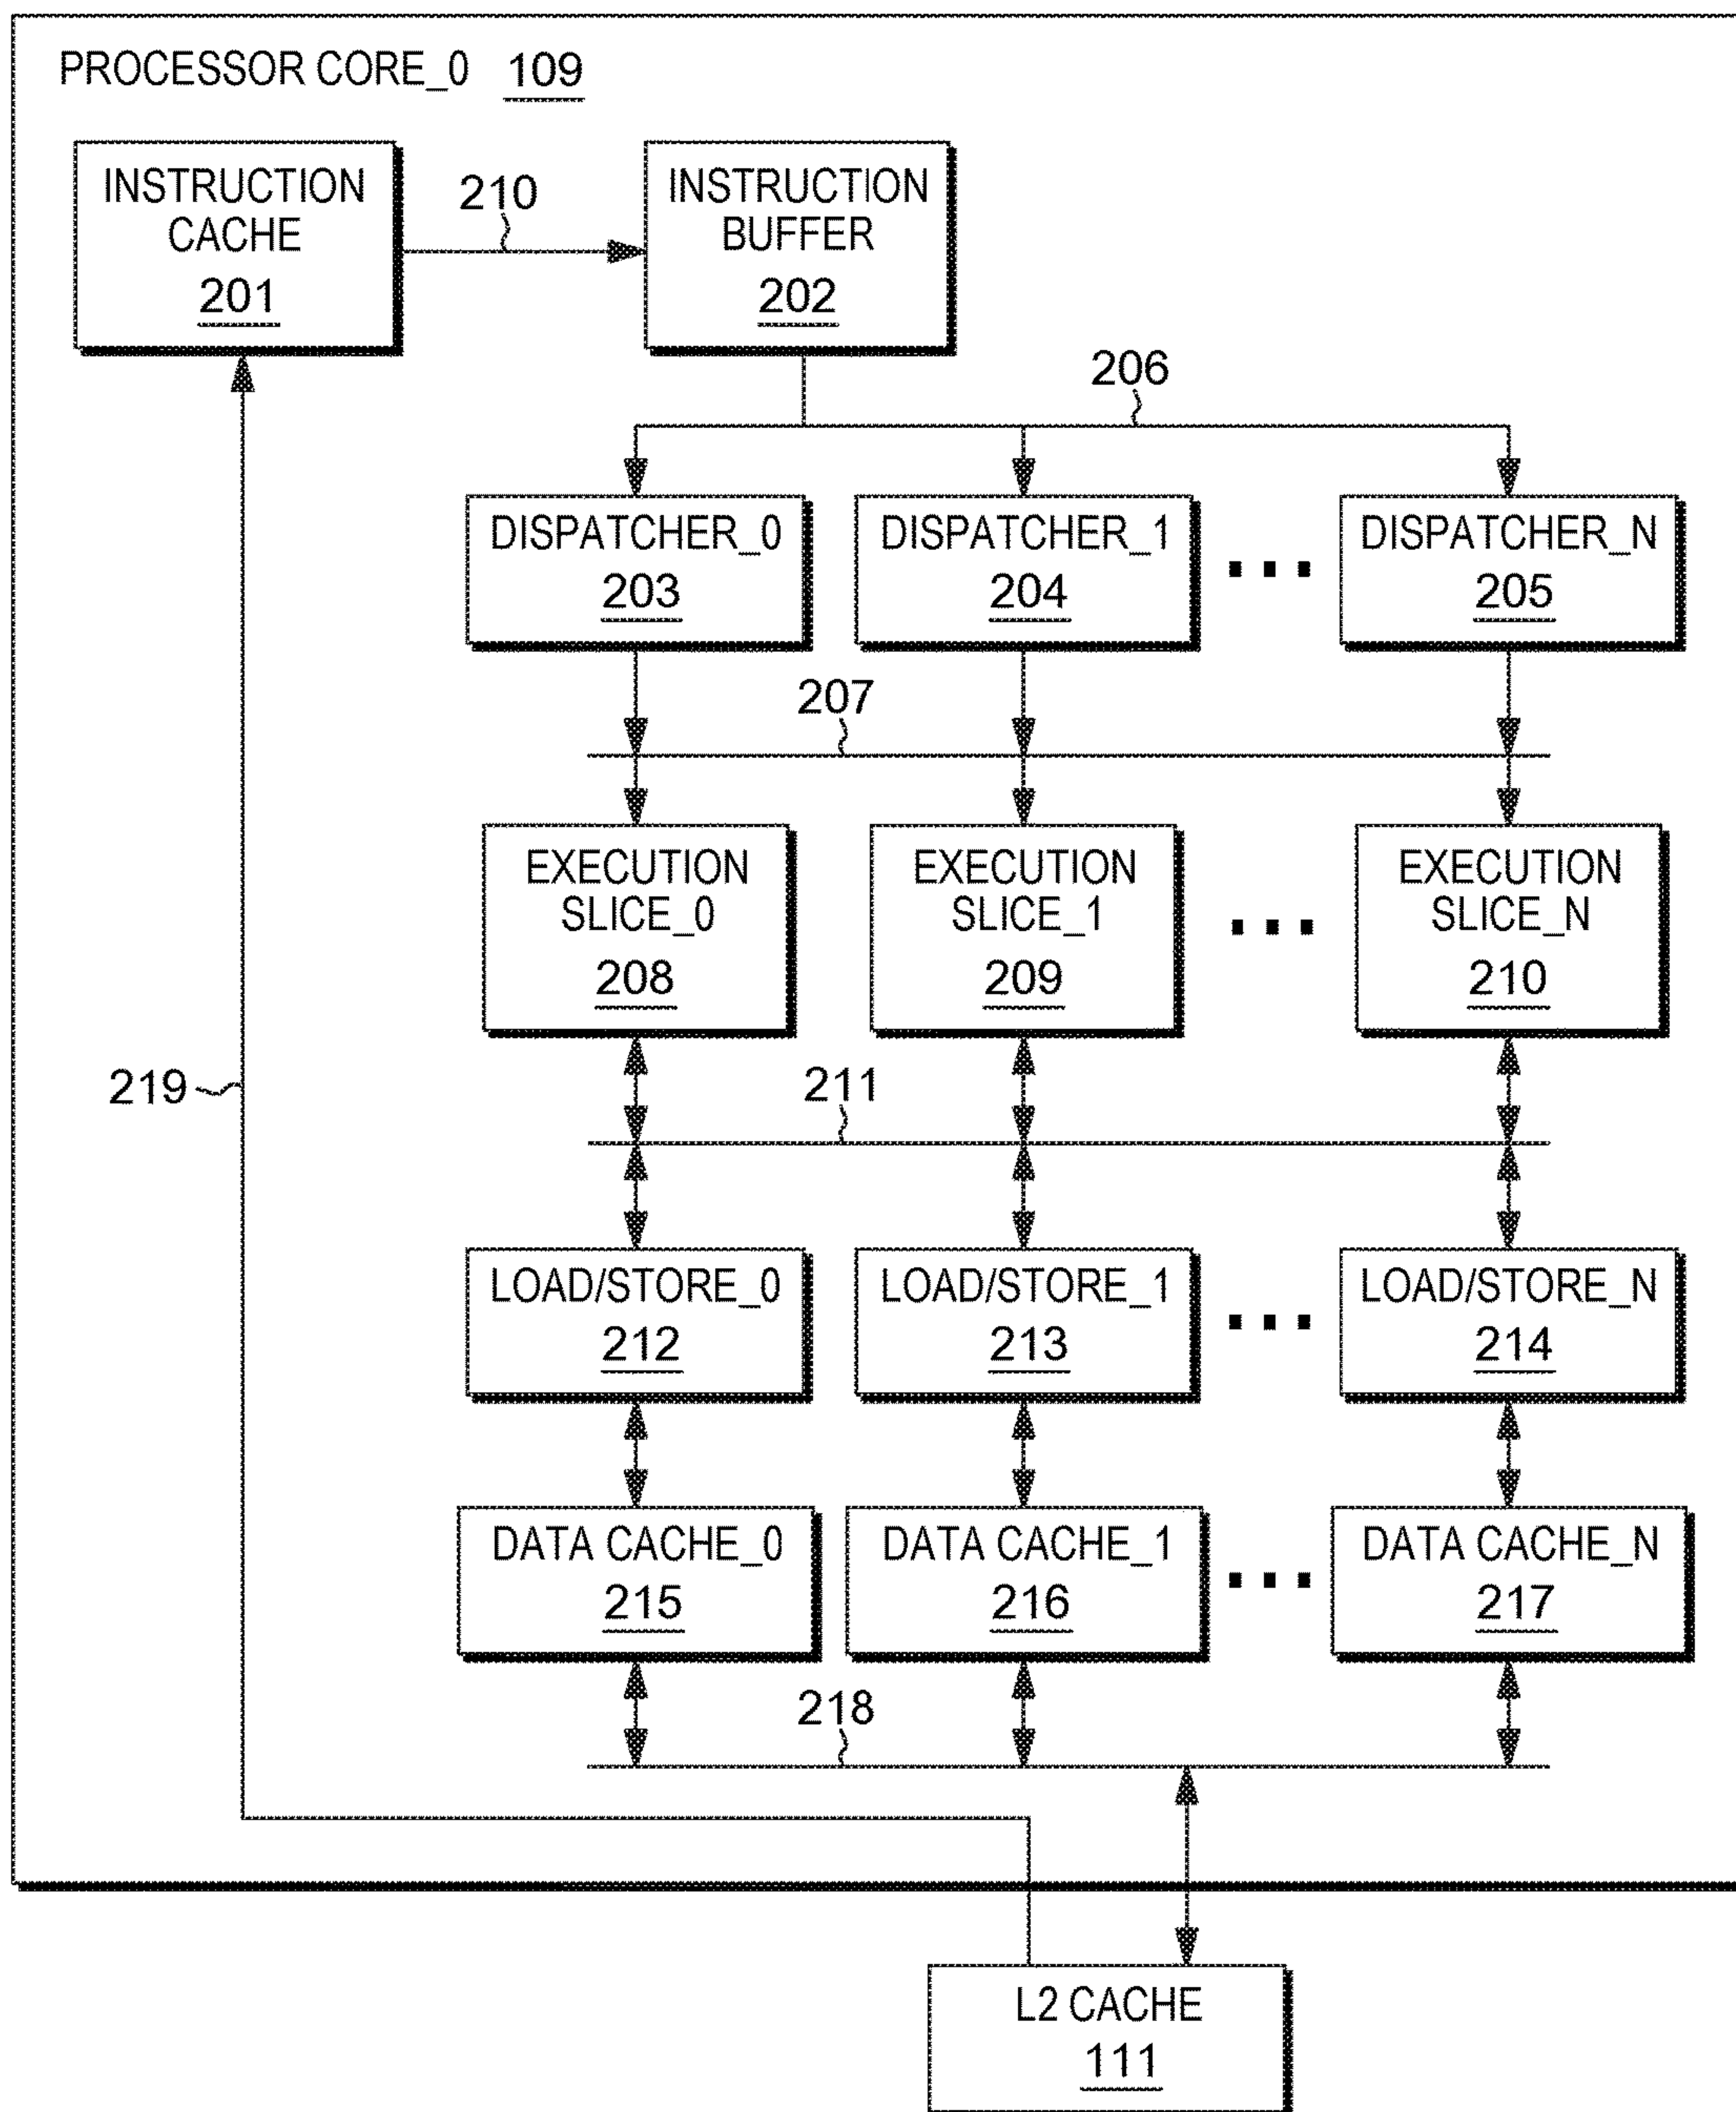 PROCESSOR CORE_0 109
INSTRUCTION
CACHE
201
210
INSTRUCTION
BUFFER
202
206
DISPATCHER_0
203
DISPATCHER_1
204
DISPATCHER_N
205
207
EXECUTION
SLICE_0
208
EXECUTION
SLICE_1
209
EXECUTION
SLICE_N
210
219
211
LOAD/STORE_0
212
LOAD/STORE_1
213
LOAD/STORE_N
214
DATA CACHE_0
215
DATA CACHE_1
216
DATA CACHE_N
217
218
L2 CACHE
111